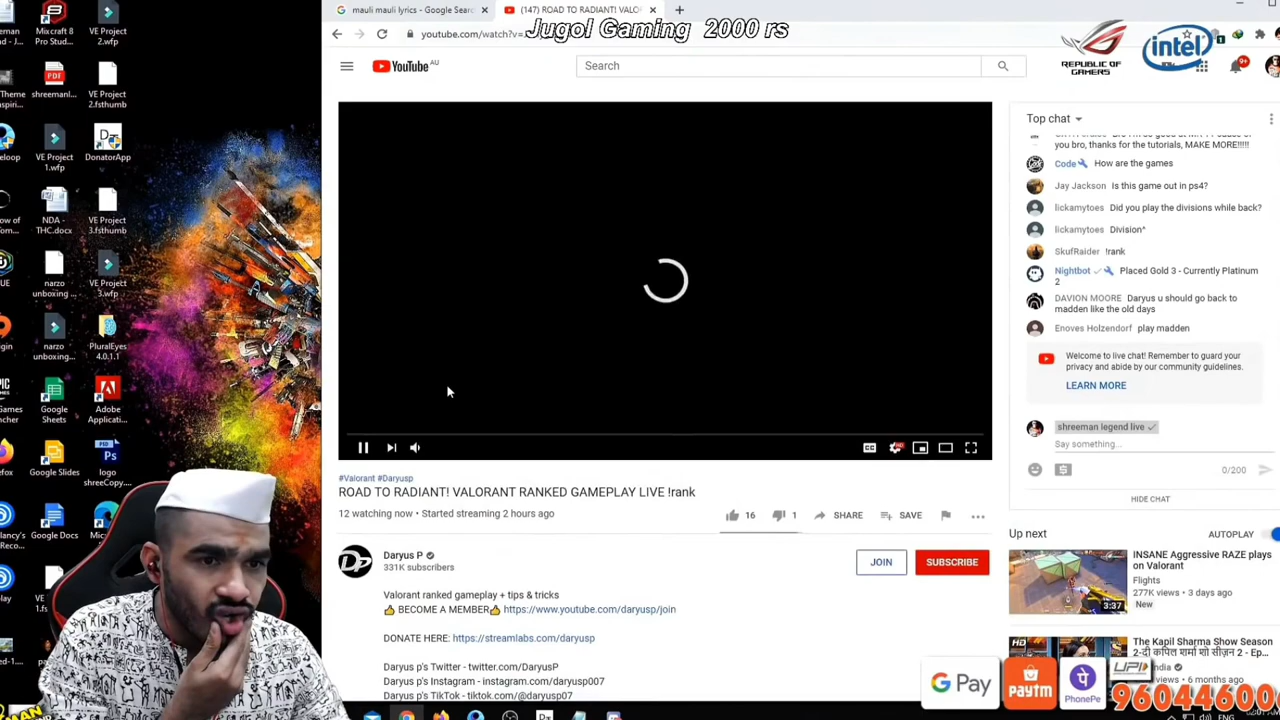 mauli mauli lyrics - Google Sear
(147) ROAD TO RADIANT! VALOR
Jugol Gaming 2000 rs
youtube.com/watch?v=
REPUBLIC OF
GAMERS
intel
YouTube AU
Search
9+
VE Project
2.wfp
Mixcraft 8
Pro Stud...
shreemanl...
VE Project
2.fsthumb
VE Project
1.wfp
DonatorApp
NDA -
THC.docx
VE Project
3.fsthumb
narzo
unboxing ...
VE Project
3.wfp
narzo
unboxing...
PluralEyes
4.0.1.1
Google
Sheets
Adobe
Applicati...
Google Slides
logo
shreeCopy...
Google Docs
Top chat
you bro, thanks for the tutorials, MAKE MORE!!!!!
Code How are the games
Jay Jackson Is this game out in ps4?
lickamytoes Did you play the divisions while back?
lickamytoes Division^
SkufRaider !rank
Nightbot Placed Gold 3 - Currently Platinum
2
DAVION MOORE Daryus u should go back to
madden like the old days
Enoves Holzendorf play madden
Welcome to live chat! Remember to guard your
privacy and abide by our community guidelines.
LEARN MORE
shreeman legend live
Say something...
0/200
HIDE CHAT
#Valorant #Daryusp
ROAD TO RADIANT! VALORANT RANKED GAMEPLAY LIVE !rank
12 watching now • Started streaming 2 hours ago
16
1
SHARE
SAVE
Daryus P
331K subscribers
JOIN
SUBSCRIBE
Valorant ranked gameplay + tips & tricks
👍 BECOME A MEMBER👍 https://www.youtube.com/daryusp/join
DONATE HERE: https://streamlabs.com/daryusp
Daryus p's Twitter - twitter.com/DaryusP
Daryus p's Instagram - instagram.com/daryusp007
Daryus p's TikTok - tiktok.com/@daryusp07
Up next
AUTOPLAY
INSANE Aggressive RAZE plays
on Valorant
Flights
277K views • 3 days ago
New
3:37
HD
The Kapil Sharma Show Season
2-दी कपिल शर्मा शो सीज़न 2 - Ep...
views • 6 months ago
G Pay
paytm
PhonePe
UPI
96044600
ENG